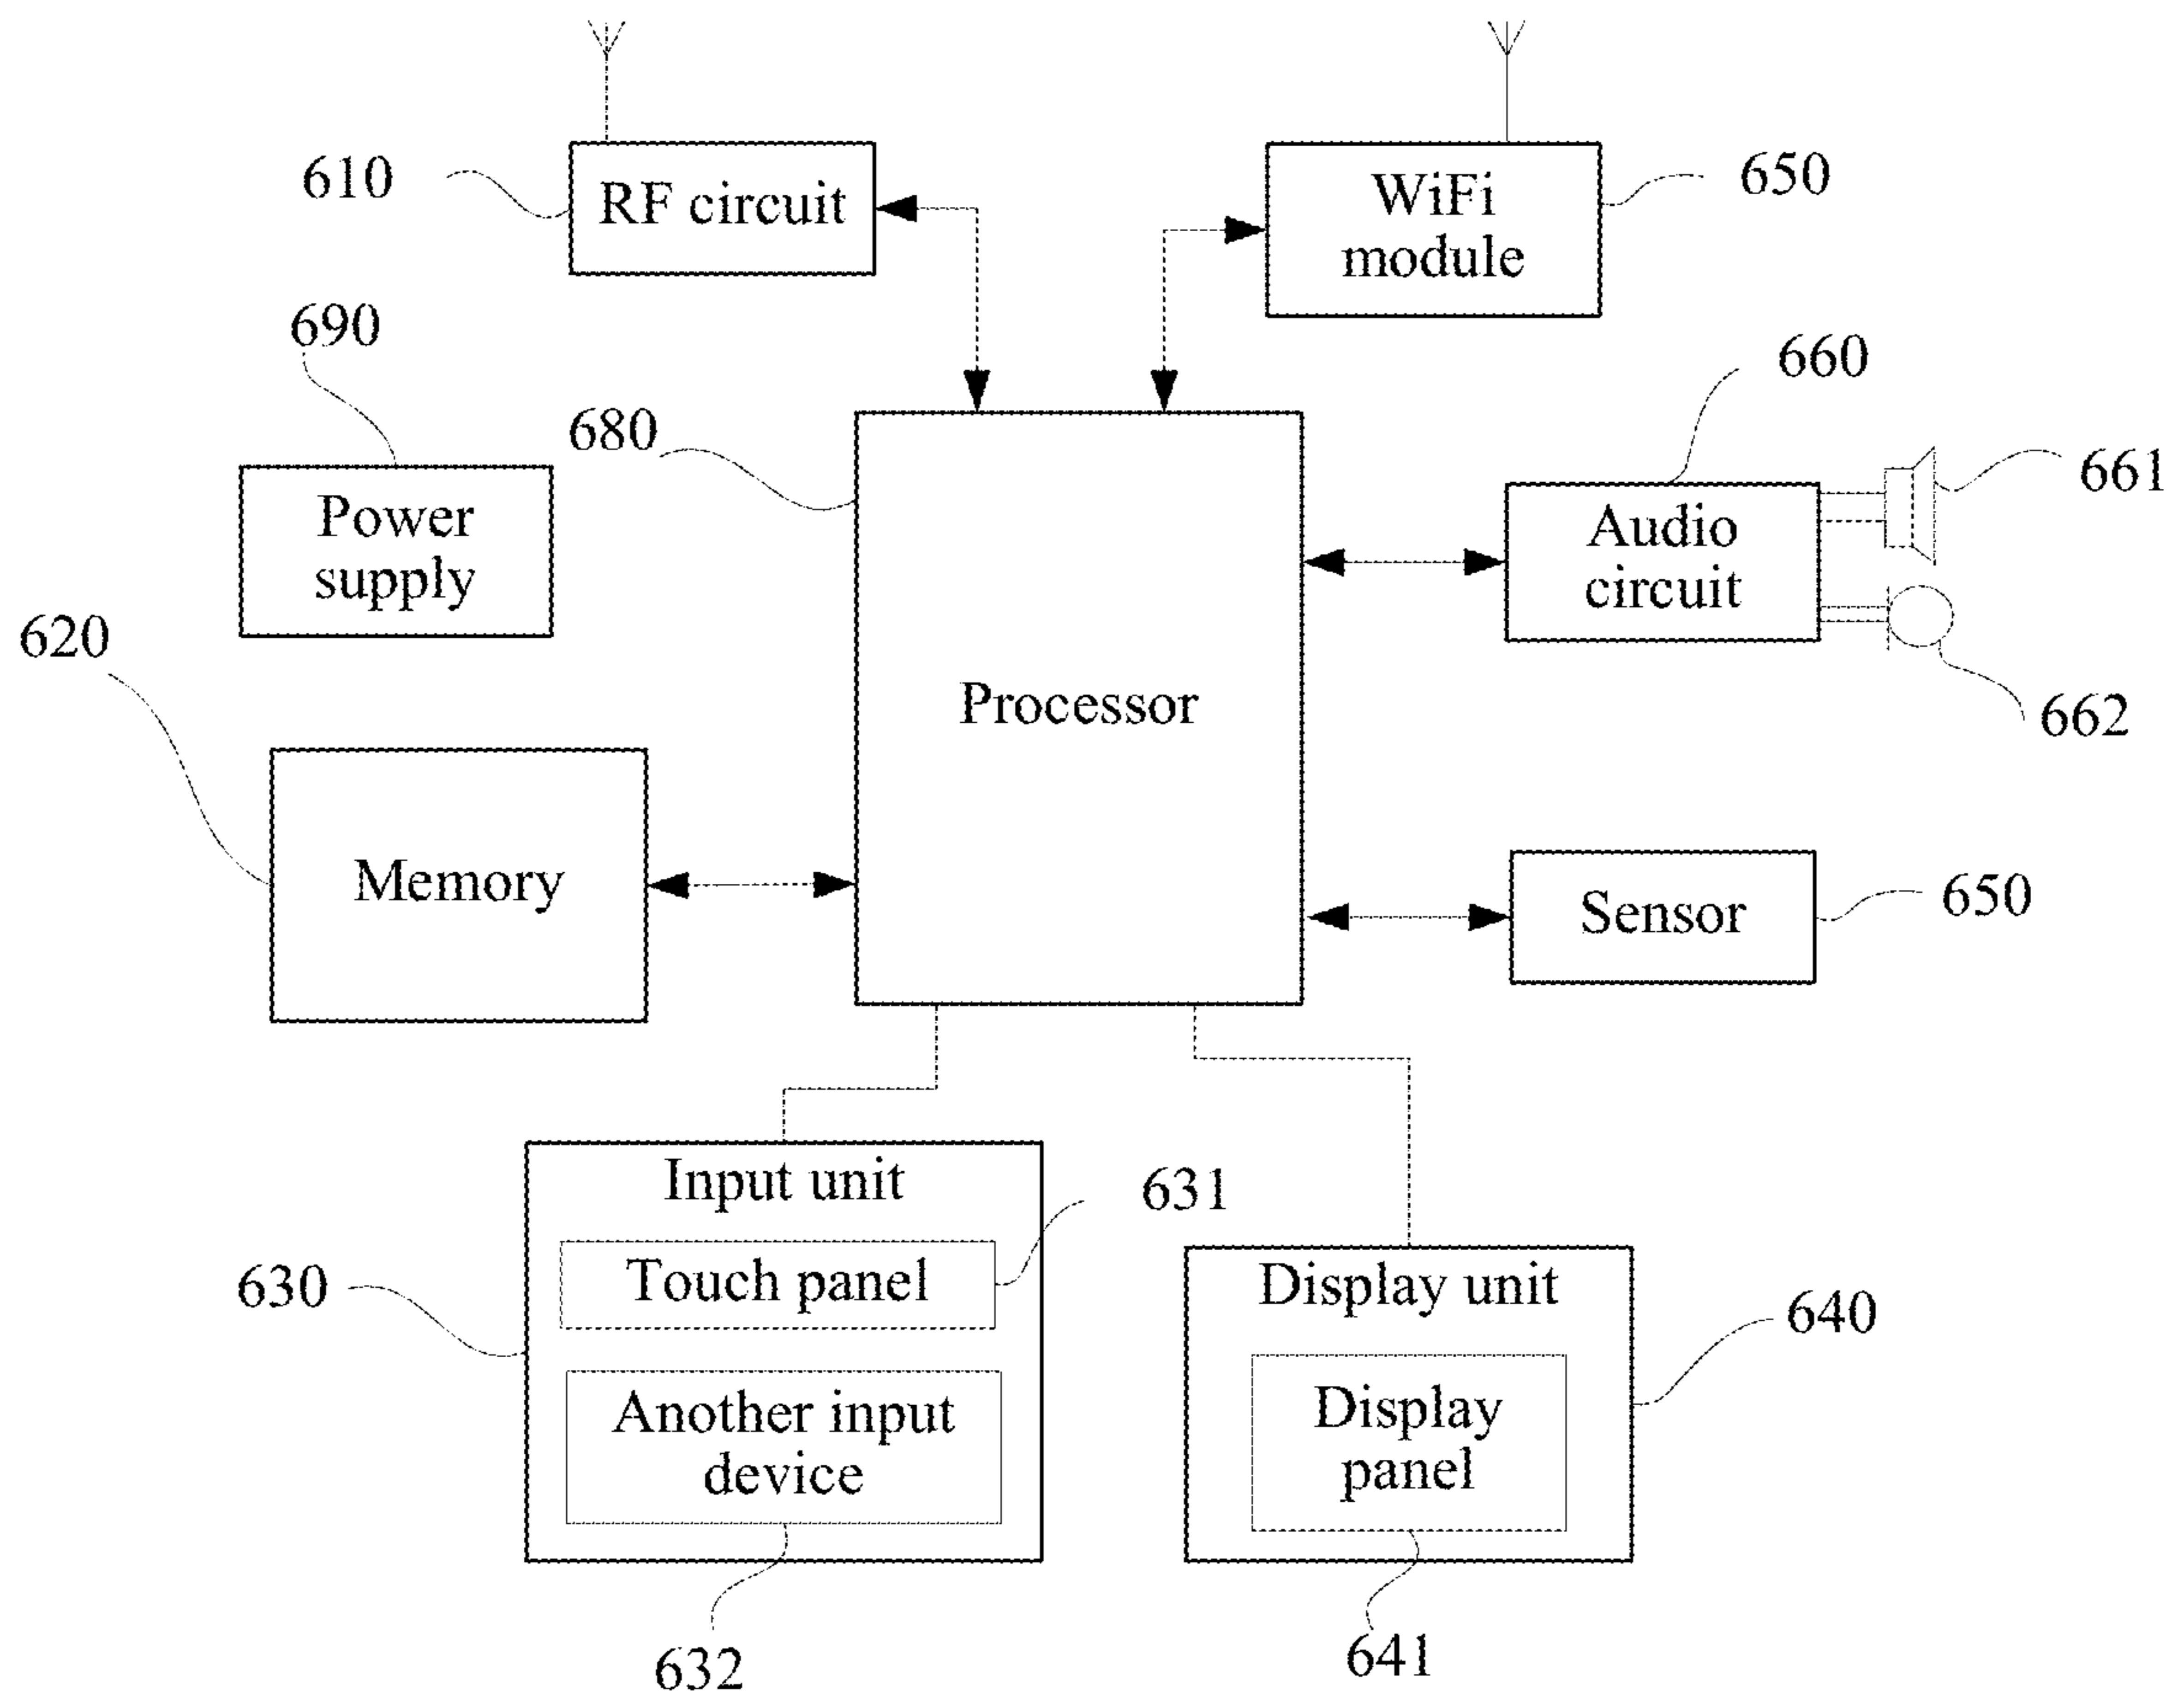 610
RF circuit
WiFi
module
650
690
Power
supply
680
Processor
660
Audio
circuit
661
662
620
Memory
Sensor
650
Input unit
631
Touch panel
630
Another input
device
632
Display unit
640
Display
panel
641